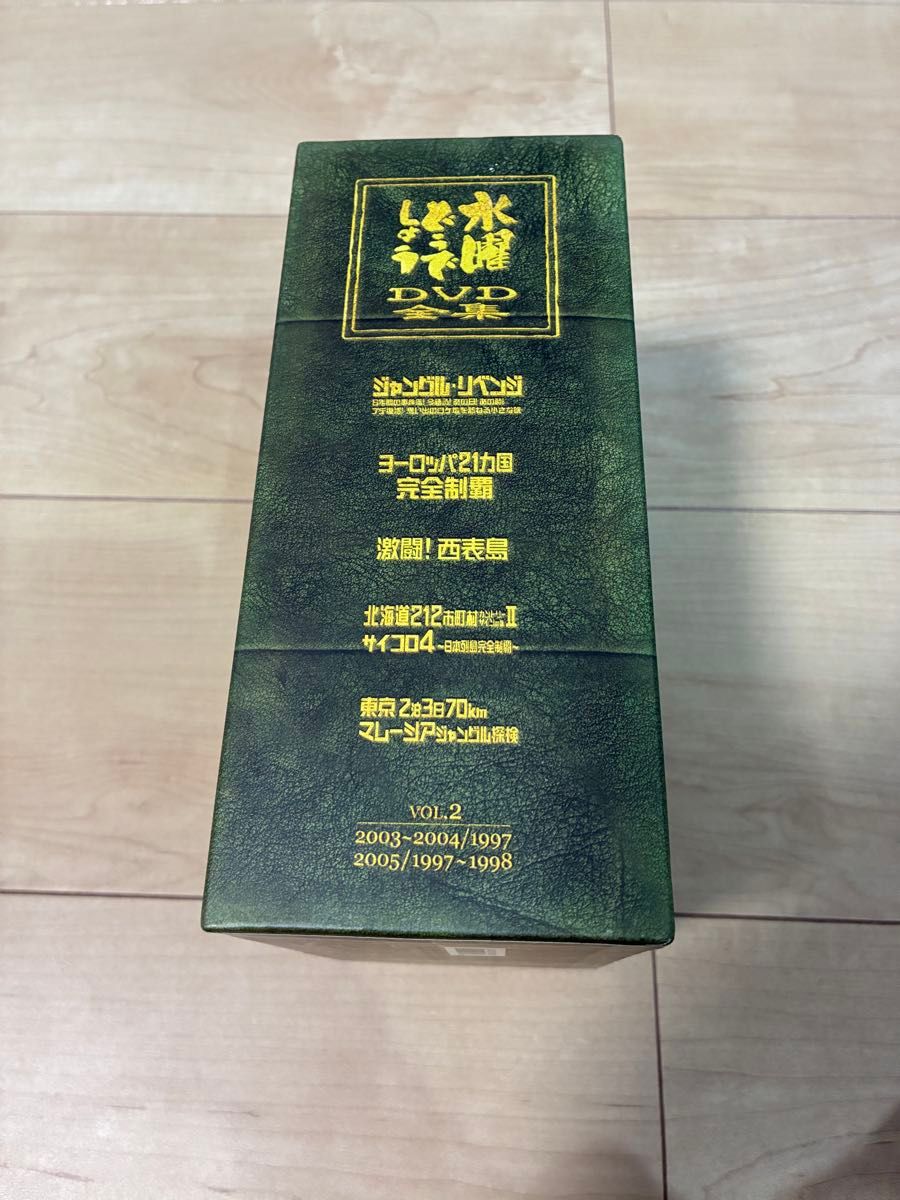 水曜
どうで
しょう
DVD
全集
ジャングル・リベンジ
ヨーロッパ21カ国
完全制覇
激闘！西表島
北海道212市町村カントリーサインの旅Ⅱ
サイコロ4～日本列島完全制覇～
東京2泊3日70km
マレーシアジャングル探検
VOL.2
2003~2004/1997
2005/1997~1998